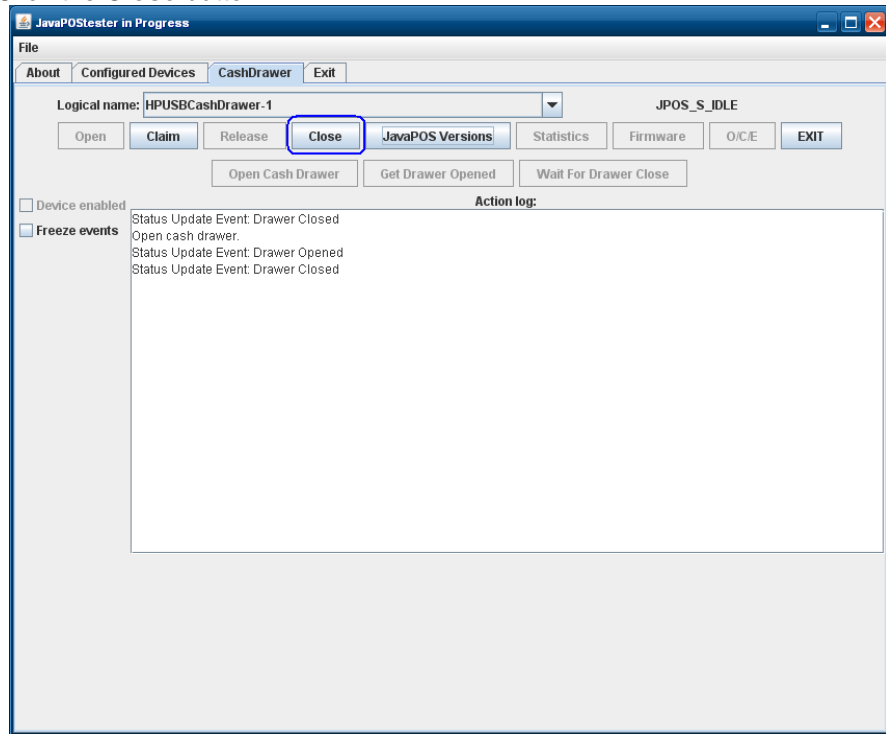 JavaPOStester in Progress
File
About Configured Devices CashDrawer Exit
Logical name: HPUSBCashDrawer-1 JPOS_S_IDLE
Open Claim Release Close JavaPOS Versions Statistics Firmware O/C/E EXIT
Open Cash Drawer Get Drawer Opened Wait For Drawer Close
Device enabled Action log:
Freeze events
Status Update Event: Drawer Closed
Open cash drawer.
Status Update Event: Drawer Opened
Status Update Event: Drawer Closed